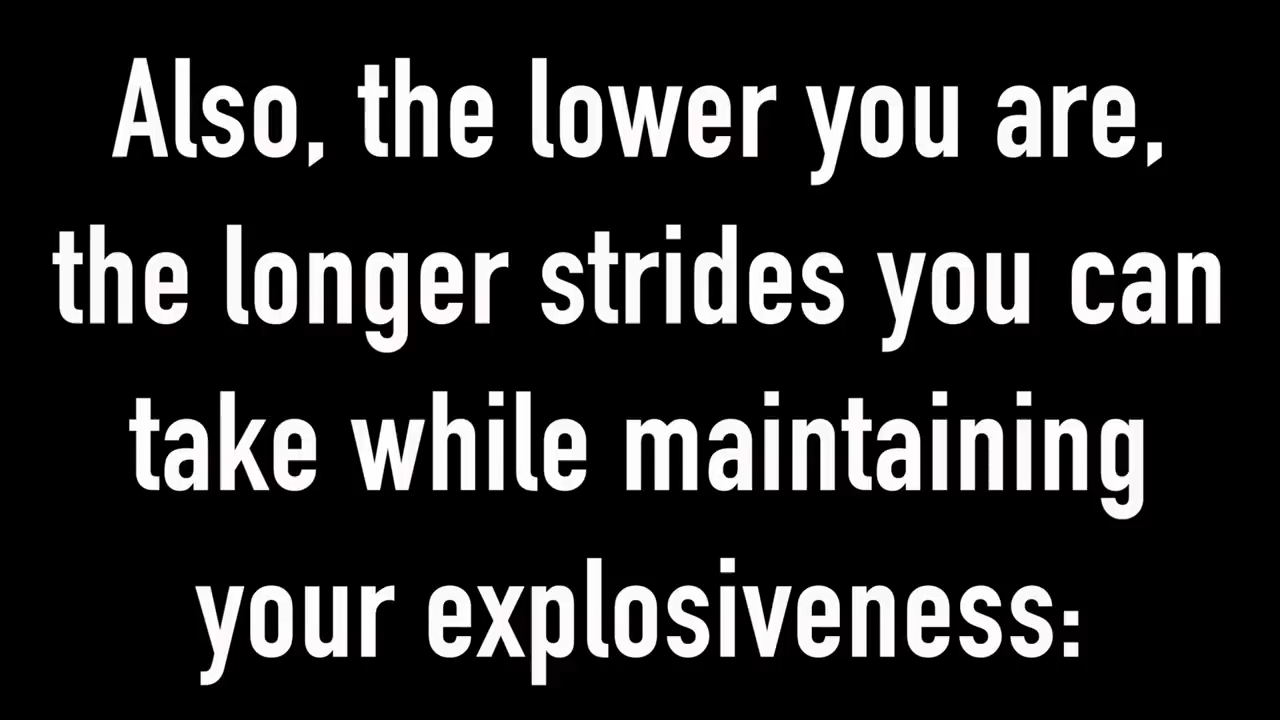 Also, the lower you are,
the longer strides you can
take while maintaining
your explosiveness: